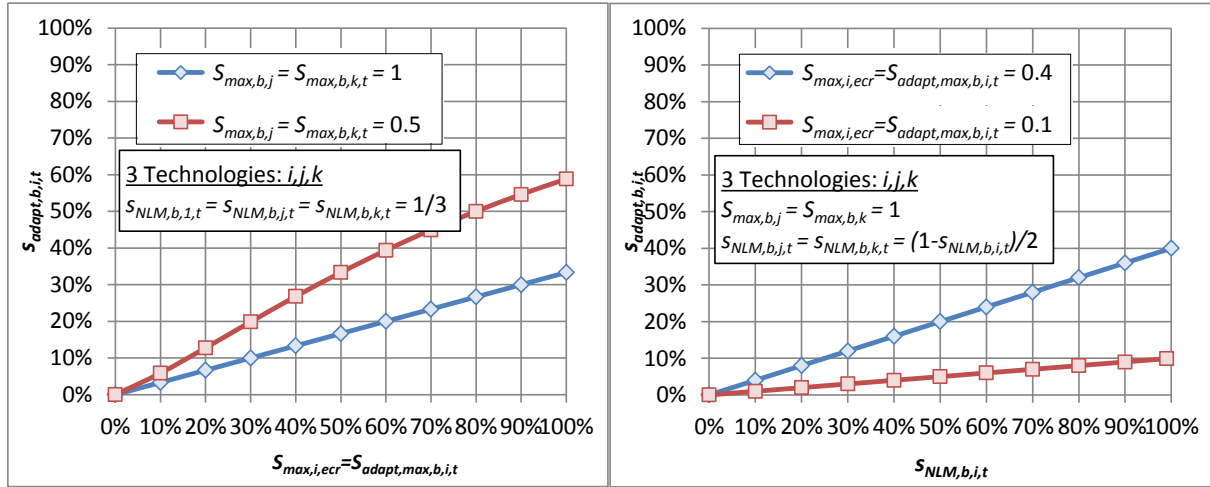 100%
90%
80%
70%
60%
50%
40%
30%
20%
10%
0%
S_adapt,b,i,t
S_max,b,j = S_max,b,k,t = 1
S_max,b,j = S_max,b,k,t = 0.5
3 Technologies: i,j,k
s_NLM,b,1,t = s_NLM,b,j,t = s_NLM,b,k,t = 1/3
0% 10% 20% 30% 40% 50% 60% 70% 80% 90% 100%
S_max,i,ecr=S_adapt,max,b,i,t
100%
90%
80%
70%
60%
50%
40%
30%
20%
10%
0%
S_adapt,b,i,t
S_max,i,ecr=S_adapt,max,b,i,t = 0.4
S_max,i,ecr=S_adapt,max,b,i,t = 0.1
3 Technologies: i,j,k
S_max,b,j = S_max,b,k = 1
s_NLM,b,j,t = s_NLM,b,k,t = (1-s_NLM,b,i,t)/2
0% 10% 20% 30% 40% 50% 60% 70% 80% 90% 100%
s_NLM,b,i,t